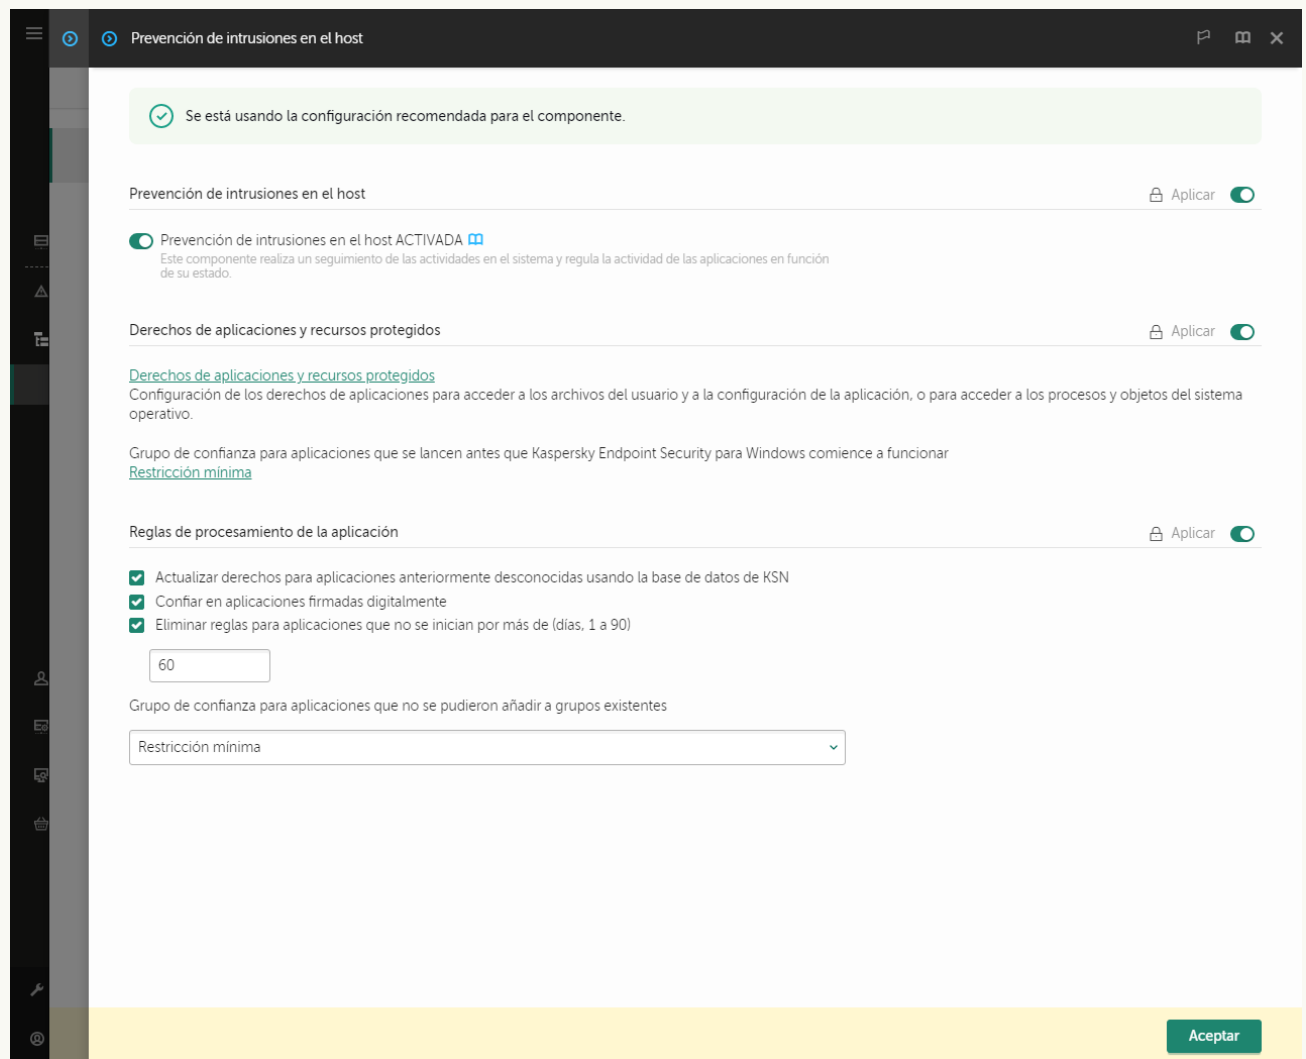 Prevención de intrusiones en el host
Se está usando la configuración recomendada para el componente.
Prevención de intrusiones en el host
Aplicar
Prevención de intrusiones en el host ACTIVADA
Este componente realiza un seguimiento de las actividades en el sistema y regula la actividad de las aplicaciones en función
de su estado.
Derechos de aplicaciones y recursos protegidos
Aplicar
Derechos de aplicaciones y recursos protegidos
Configuración de los derechos de aplicaciones para acceder a los archivos del usuario y a la configuración de la aplicación, o para acceder a los procesos y objetos del sistema
operativo.
Grupo de confianza para aplicaciones que se lancen antes que Kaspersky Endpoint Security para Windows comience a funcionar
Restricción mínima
Reglas de procesamiento de la aplicación
Aplicar
Actualizar derechos para aplicaciones anteriormente desconocidas usando la base de datos de KSN
Confiar en aplicaciones firmadas digitalmente
Eliminar reglas para aplicaciones que no se inician por más de (días, 1 a 90)
60
Grupo de confianza para aplicaciones que no se pudieron añadir a grupos existentes
Restricción mínima
Aceptar